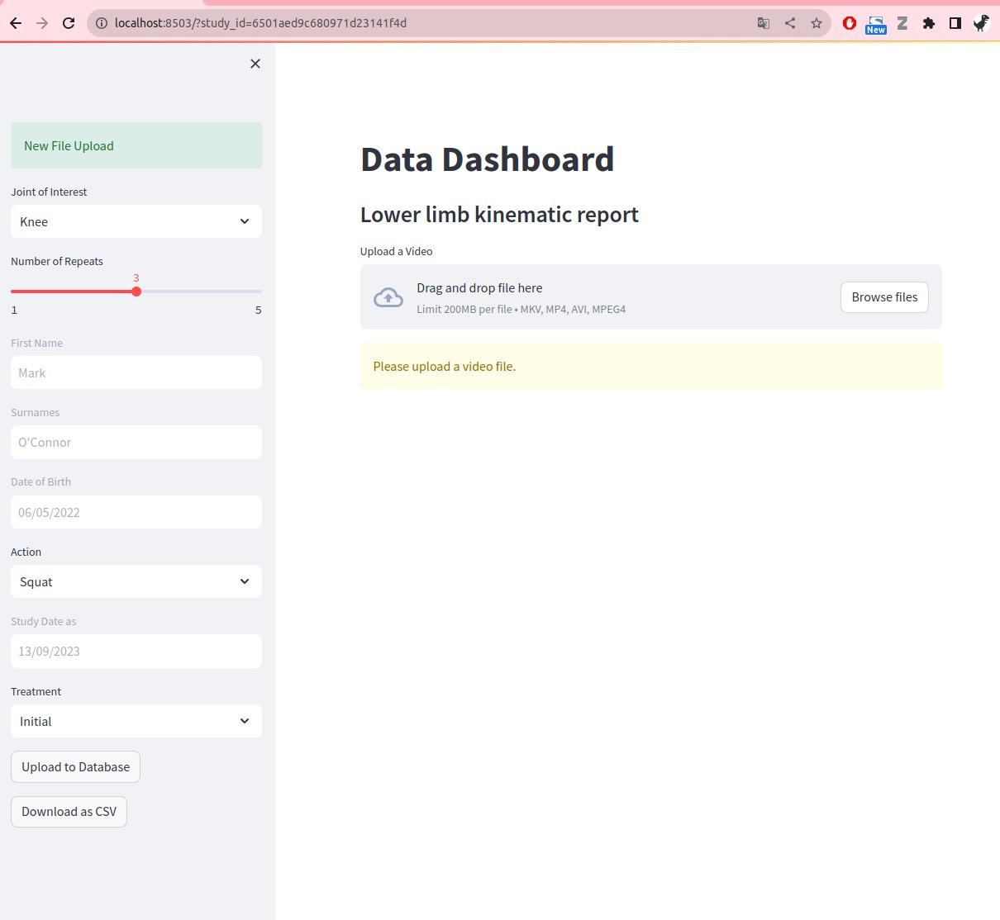 localhost:8503/?study_id=6501aed9c680971d23141f4d
New
Z
New File Upload
Joint of Interest
Knee
Number of Repeats
3
1
5
First Name
Mark
Surnames
O'Connor
Date of Birth
06/05/2022
Action
Squat
Study Date as
13/09/2023
Treatment
Initial
Upload to Database
Download as CSV
Data Dashboard
Lower limb kinematic report
Upload a Video
Drag and drop file here
Limit 200MB per file • MKV, MP4, AVI, MPEG4
Browse files
Please upload a video file.